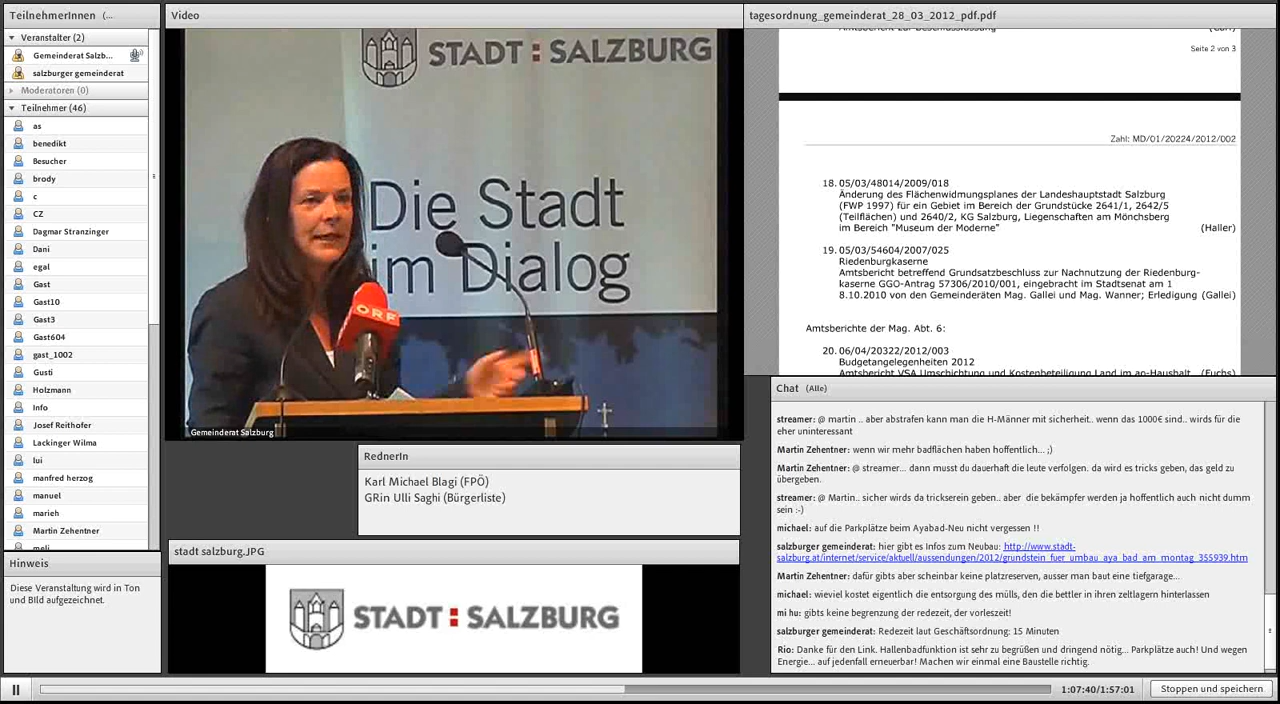 TeilnehmerInnen (...
Veranstalter (2)
Gemeinderat Salzb...
salzburger gemeinderat
Moderatoren (0)
Teilnehmer (46)
as
benedikt
Besucher
brody
c
CZ
Dagmar Stranzinger
Dani
egal
Gast
Gast10
Gast3
Gast604
gast_1002
Gusti
Holzmann
Info
Josef Reithofer
Lackinger Wilma
lui
manfred herzog
manuel
marieh
Martin Zehentner
meli
Hinweis
Diese Veranstaltung wird in Ton
und BIld aufgezeichnet.
Video
STADT : SALZBURG
Die Stadt
im Dialog
ORF
Gemeinderat Salzburg
RednerIn
Karl Michael Blagi (FPÖ)
GRin Ulli Saghi (Bürgerliste)
stadt salzburg.JPG
STADT : SALZBURG
tagesordnung_gemeinderat_28_03_2012_pdf.pdf
Seite 2 von 3
Zahl: MD/01/20224/2012/002
18. 05/03/48014/2009/018
Änderung des Flächenwidmungsplanes der Landeshauptstadt Salzburg
(FWP 1997) für ein Gebiet im Bereich der Grundstücke 2641/1, 2642/5
(Teilflächen) und 2640/2, KG Salzburg, Liegenschaften am Mönchsberg
im Bereich "Museum der Moderne" (Haller)
19. 05/03/54604/2007/025
Riedenburgkaserne
Amtsbericht betreffend Grundsatzbeschluss zur Nachnutzung der Riedenburg-
kaserne GGO-Antrag 57306/2010/001, eingebracht im Stadtsenat am 1
8.10.2010 von den Gemeinderäten Mag. Gallei und Mag. Wanner; Erledigung (Gallei)
Amtsberichte der Mag. Abt. 6:
20. 06/04/20322/2012/003
Budgetangelegenheiten 2012
Amtsbericht VSA Umschichtung und Kostenbeteiligung Land im ao-Haushalt (Fuchs)
Chat (Alle)
streamer: @ martin .. aber abstrafen kann man die H-Männer mit sicherheit.. wenn das 1000€ sind.. wirds für die
eher uninteressant
Martin Zehentner: wenn wir mehr badflächen haben hoffentlich... ;)
Martin Zehentner: @ streamer... dann musst du dauerhaft die leute verfolgen. da wird es tricks geben, das geld zu
übergeben.
streamer: @ Martin.. sicher wirds da trickserein geben.. aber die bekämpfer werden ja hoffentlich auch nicht dumm
sein :-)
michael: auf die Parkplätze beim Ayabad-Neu nicht vergessen !!
salzburger gemeinderat: hier gibt es Infos zum Neubau: http://www.stadt-
salzburg.at/internet/service/aktuell/aussendungen/2012/grundstein_fuer_umbau_aya_bad_am_montag_355939.htm
Martin Zehentner: dafür gibts aber scheinbar keine platzreserven, ausser man baut eine tiefgarage...
michael: wieviel kostet eigentlich die entsorgung des mülls, den die bettler in ihren zeltlagern hinterlassen
mi hu: gibts keine begrenzung der redezeit, der vorleszeit!
salzburger gemeinderat: Redezeit laut Geschäftsordnung: 15 Minuten
Rio: Danke für den Link. Hallenbadfunktion ist sehr zu begrüßen und dringend nötig... Parkplätze auch! Und wegen
Energie... auf jedenfall erneuerbar! Machen wir einmal eine Baustelle richtig.
1:07:40/1:57:01
Stoppen und speichern